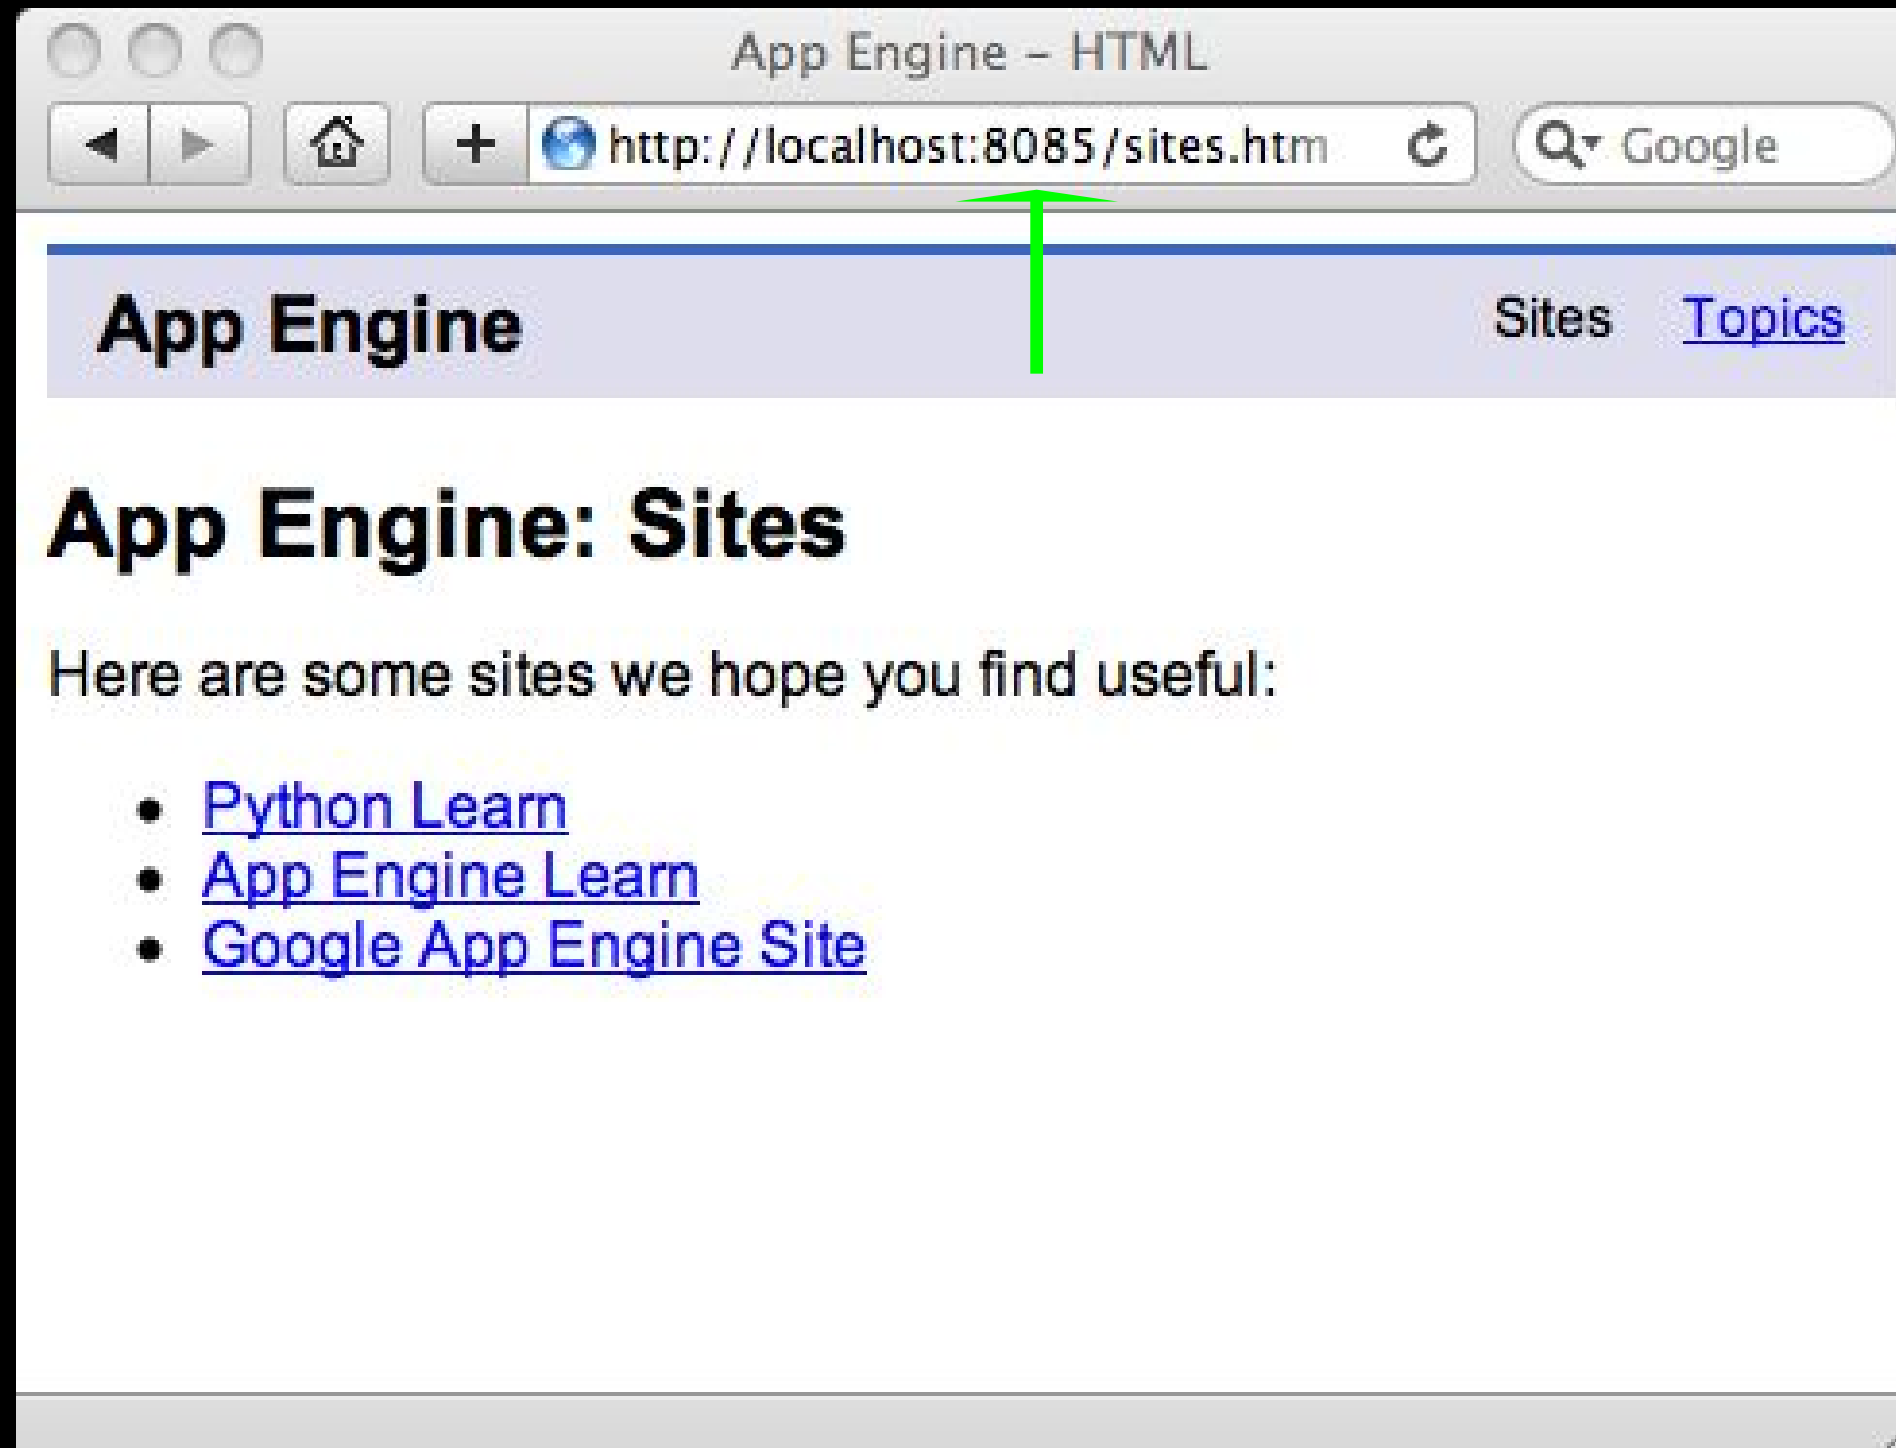 App Engine – HTML
http://localhost:8085/sites.htm
Google
App Engine
Sites
Topics
App Engine: Sites
Here are some sites we hope you find useful:
• Python Learn
• App Engine Learn
• Google App Engine Site